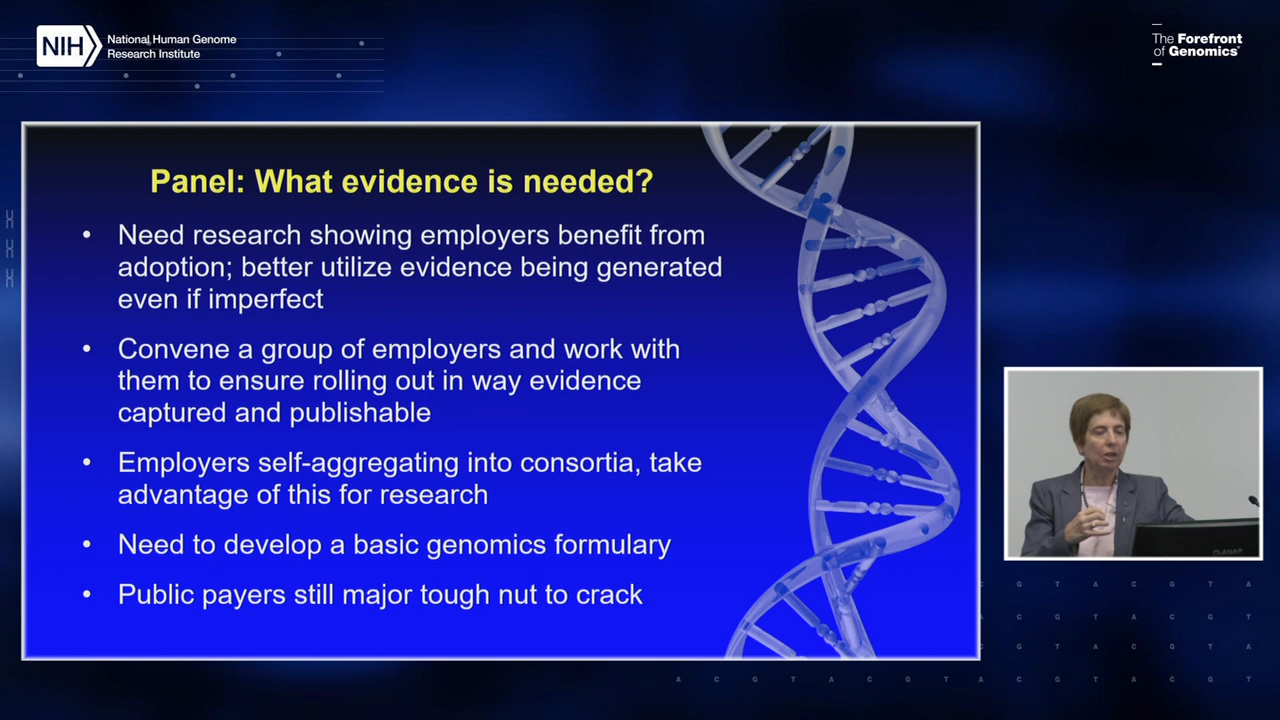 NIH
National Human Genome
Research Institute
The Forefront
of Genomics®
Panel: What evidence is needed?
• Need research showing employers benefit from
adoption; better utilize evidence being generated
even if imperfect
• Convene a group of employers and work with
them to ensure rolling out in way evidence
captured and publishable
• Employers self-aggregating into consortia, take
advantage of this for research
• Need to develop a basic genomics formulary
• Public payers still major tough nut to crack
PLANAR
C G T A C G T A
A C G T A C G T
C G T A C G T A
A C G T A C G T A C G T A C G T